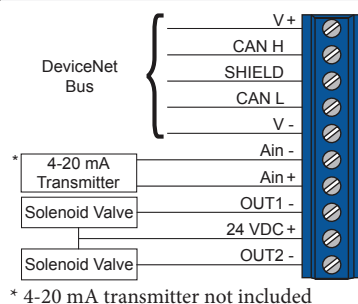 V +
CAN H
DeviceNet
Bus
SHIELD
CAN L
V -
Ain -
* 4-20 mA
Transmitter
Ain +
OUT1 -
Solenoid Valve
24 VDC +
OUT2 -
Solenoid Valve
* 4-20 mA transmitter not included